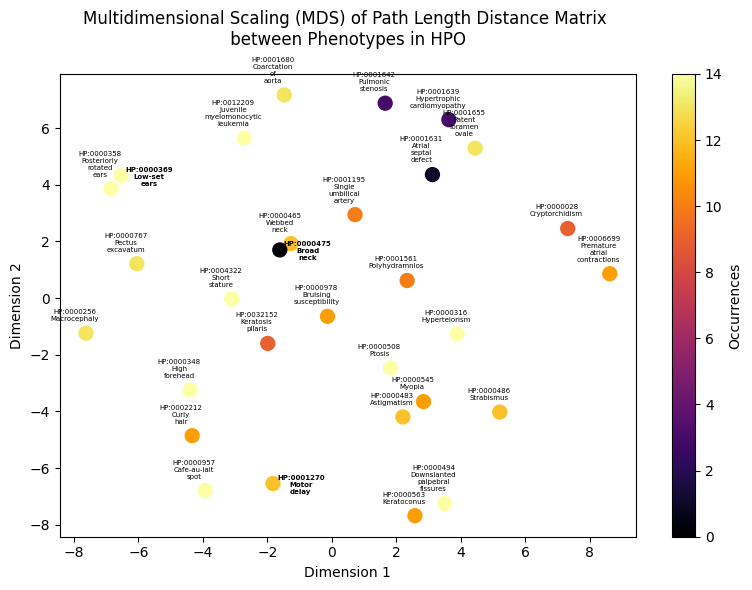 Multidimensional Scaling (MDS) of Path Length Distance Matrix
between Phenotypes in HPO
HP:0001680
Coarctation
of
aorta
HP:0001642
Pulmonic
stenosis
HP:0001639
Hypertrophic
cardiomyopathy
HP:0001655
Patent
foramen
ovale
HP:0012209
Juvenile
myelomonocytic
leukemia
HP:0001631
Atrial
septal
defect
HP:0000358
Posteriorly
rotated
ears
HP:0000369
Low-set
ears
HP:0001195
Single
umbilical
artery
HP:0000028
Cryptorchidism
HP:0000465
Webbed
neck
HP:0000475
Broad
neck
HP:0000767
Pectus
excavatum
HP:0006699
Premature
atrial
contractions
HP:0001561
Polyhydramnios
HP:0004322
Short
stature
HP:0000978
Bruising
susceptibility
HP:0000256
Macrocephaly
HP:0032152
Keratosis
pilaris
HP:0000316
Hypertelorism
HP:0000508
Ptosis
HP:0000348
High
forehead
HP:0000545
Myopia
HP:0000483
Astigmatism
HP:0000486
Strabismus
HP:0002212
Curly
hair
HP:0000957
Cafe-au-lait
spot
HP:0001270
Motor
delay
HP:0000494
Downslanted
palpebral
fissures
HP:0000563
Keratoconus
6
4
2
0
−2
−4
−6
−8
Dimension 2
−8
−6
−4
−2
0
2
4
6
8
Dimension 1
14
12
10
8
6
4
2
0
Occurrences